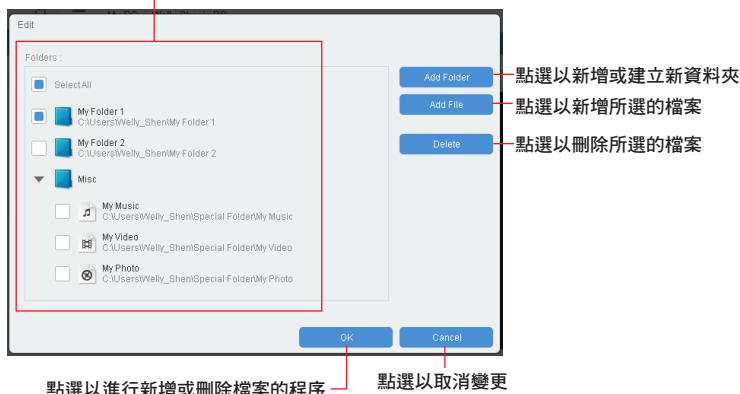 Edit
Folders :
SelectAll
My Folder 1
C:\Users\Welly_Shen\My Folder 1
My Folder 2
C:\Users\Welly_Shen\My Folder 2
Misc
My Music
C:\Users\Welly_Shen\Special Folder\My Music
My Video
C:\Users\Welly_Shen\Special Folder\My Video
My Photo
C:\Users\Welly_Shen\Special Folder\My Photo
Add Folder
點選以新增或建立新資料夾
Add File
點選以新增所選的檔案
Delete
點選以刪除所選的檔案
OK
Cancel
點選以進行新增或刪除檔案的程序
點選以取消變更